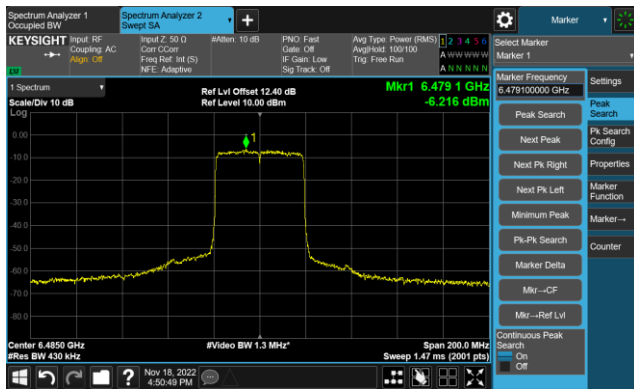 Spectrum Analyzer 1
Occupied BW
Spectrum Analyzer 2
Swept SA
Marker
KEYSIGHT
Input: RF
Coupling: AC
Align: Off
Input Z: 50 Ω
Corr CCorr
Freq Ref: Int (S)
NFE: Adaptive
#Atten: 10 dB
PNO: Fast
Gate: Off
IF Gain: Low
Sig Track: Off
Avg Type: Power (RMS)
Avg|Hold: 100/100
Trig: Free Run
1 2 3 4 5 6
A WW WW W
A N N N N N
Select Marker
Marker 1
1 Spectrum
Scale/Div 10 dB
Log
Ref Lvl Offset 12.40 dB
Ref Level 10.00 dBm
Mkr1 6.479 1 GHz
-6.216 dBm
1
0.00
-10.0
-20.0
-30.0
-40.0
-50.0
-60.0
-70.0
-80.0
Center 6.4850 GHz
#Res BW 430 kHz
#Video BW 1.3 MHz*
Span 200.0 MHz
Sweep 1.47 ms (2001 pts)
Marker Frequency
6.479100000 GHz
Peak Search
Next Peak
Next Pk Right
Next Pk Left
Minimum Peak
Pk-Pk Search
Marker Delta
Mkr→CF
Mkr→Ref Lvl
Continuous Peak
Search
On
Off
Settings
Peak
Search
Pk Search
Config
Properties
Marker
Function
Marker→
Counter
Nov 18, 2022
4:50:49 PM